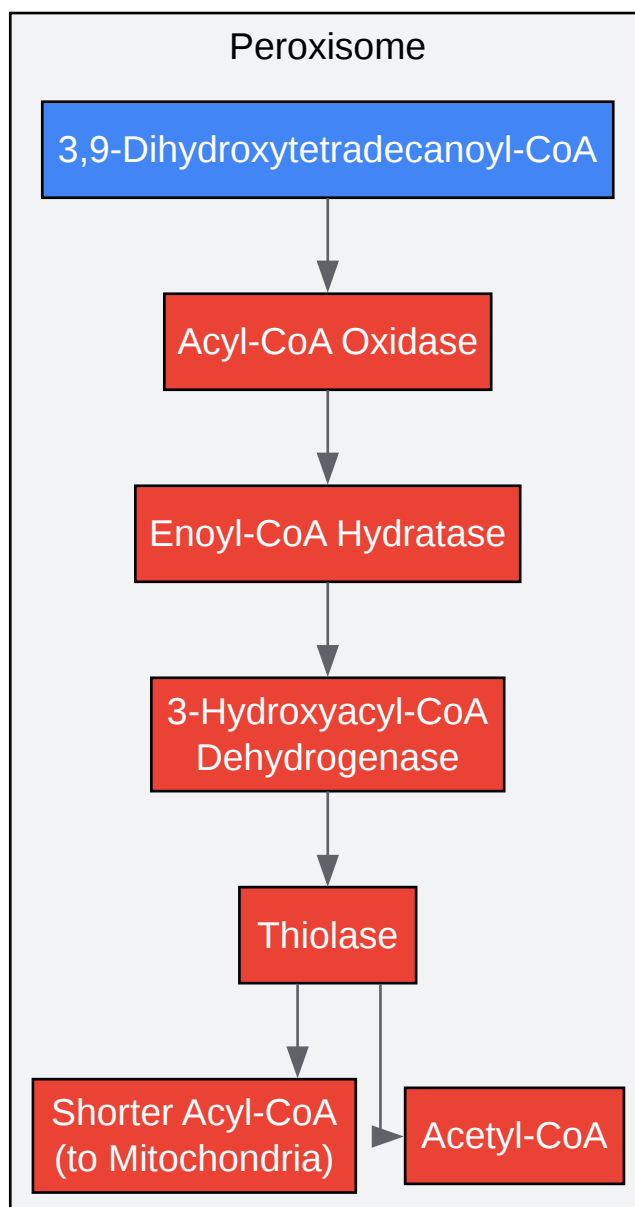 Peroxisome
3,9-Dihydroxytetradecanoyl-CoA
Acyl-CoA Oxidase
Enoyl-CoA Hydratase
3-Hydroxyacyl-CoA
Dehydrogenase
Thiolase
Shorter Acyl-CoA
(to Mitochondria)
Acetyl-CoA